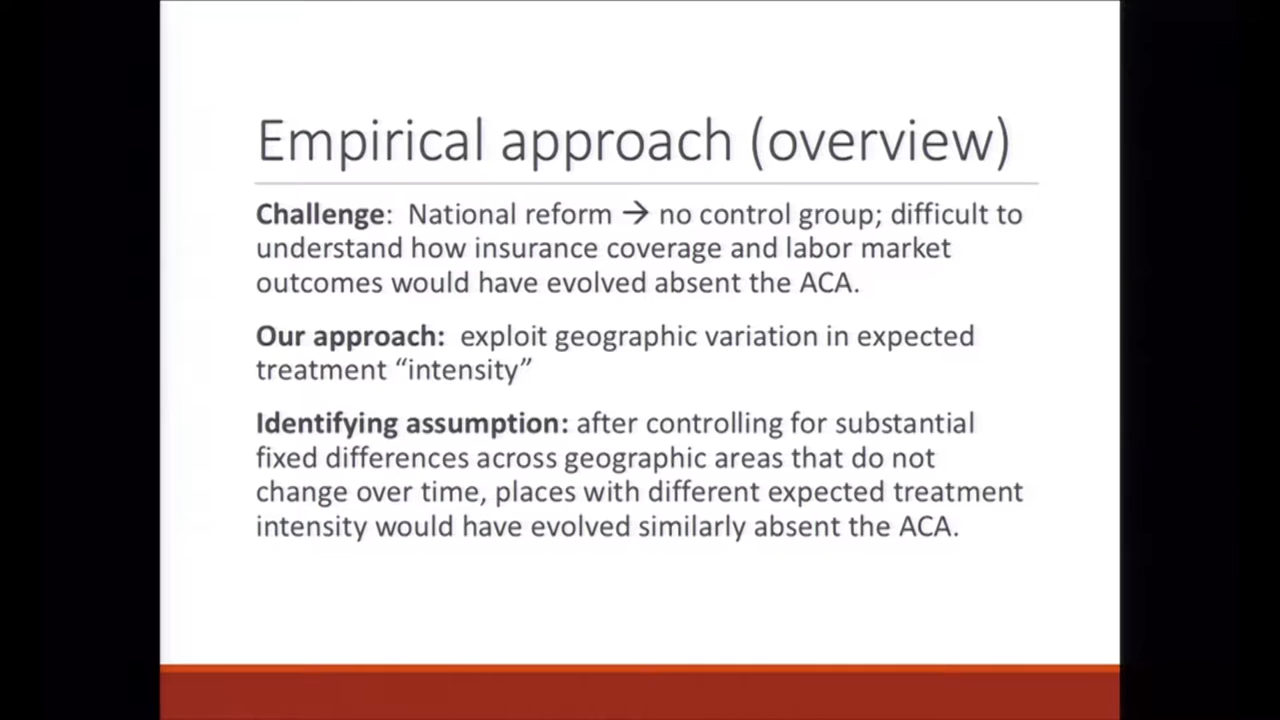 Empirical approach (overview)
Challenge:  National reform → no control group; difficult to
understand how insurance coverage and labor market
outcomes would have evolved absent the ACA.
Our approach:  exploit geographic variation in expected
treatment “intensity”
Identifying assumption: after controlling for substantial
fixed differences across geographic areas that do not
change over time, places with different expected treatment
intensity would have evolved similarly absent the ACA.